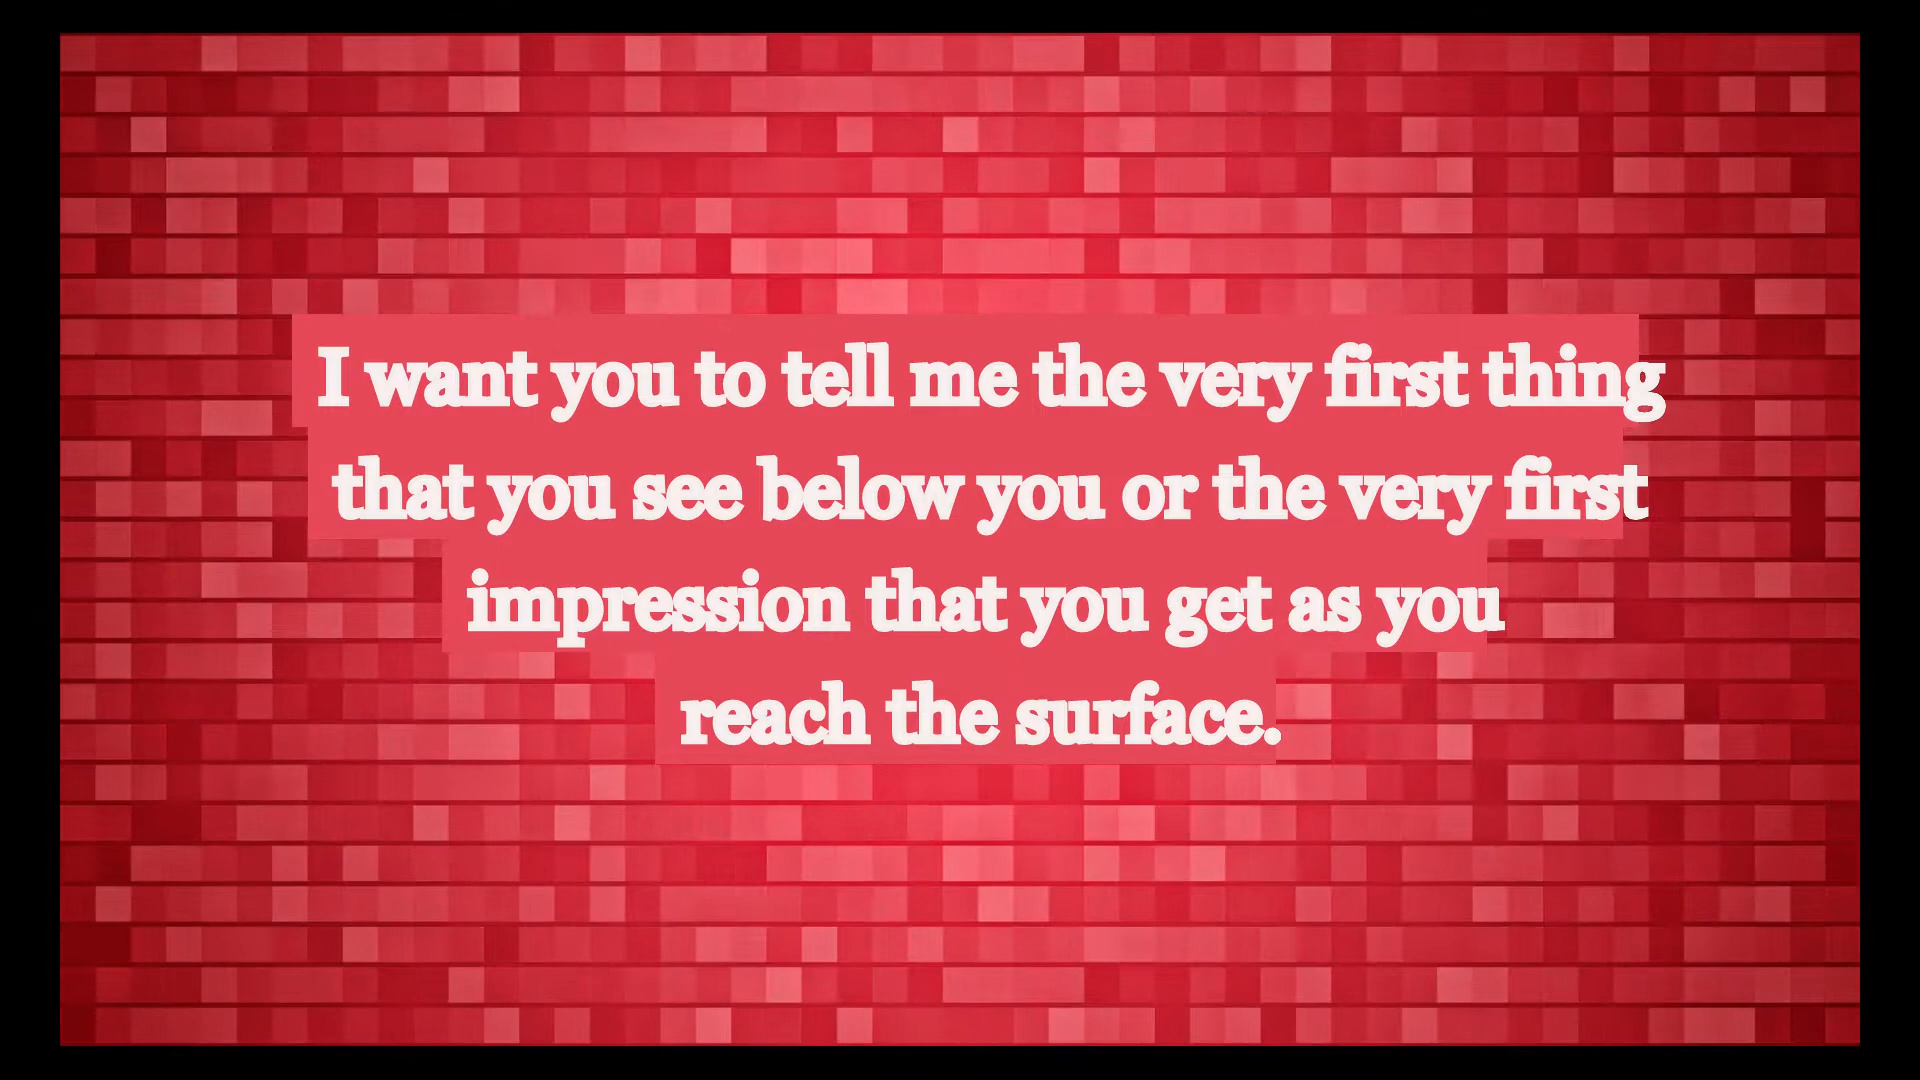 I want you to tell me the very first thing
that you see below you or the very first
impression that you get as you
reach the surface.